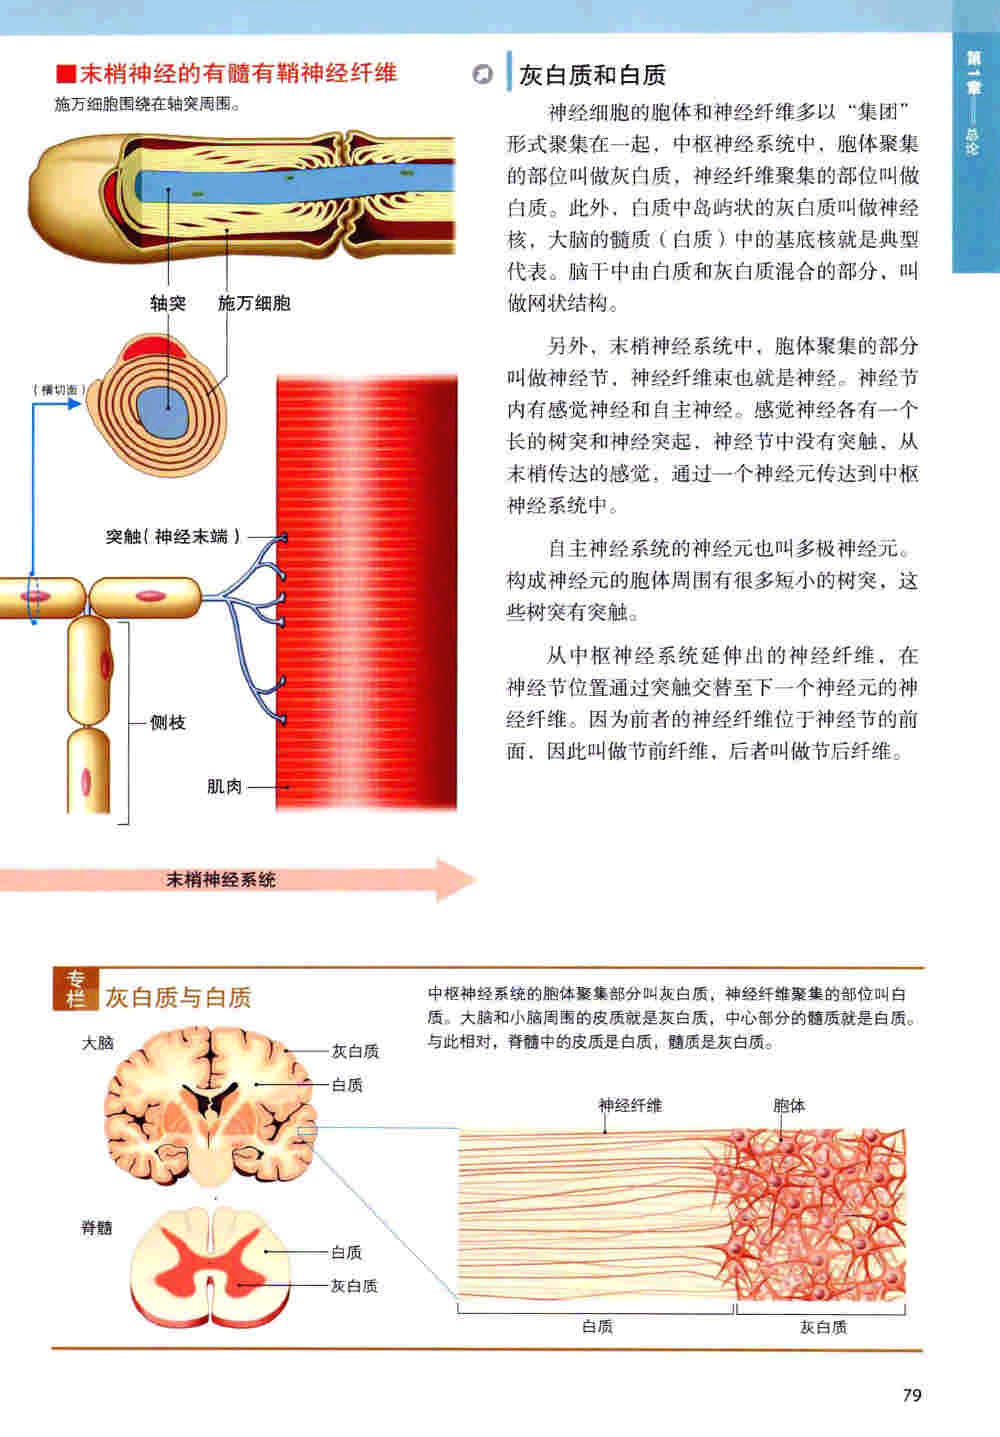 第1章——总论
■末梢神经的有髓有鞘神经纤维
施万细胞围绕在轴突周围。
轴突
施万细胞
（横切面）
突触（神经末端）
侧枝
肌肉
末梢神经系统
灰白质和白质
神经细胞的胞体和神经纤维多以“集团”
形式聚集在一起，中枢神经系统中，胞体聚集
的部位叫做灰白质，神经纤维聚集的部位叫做
白质。此外，白质中岛屿状的灰白质叫做神经
核，大脑的髓质（白质）中的基底核就是典型
代表。脑干中由白质和灰白质混合的部分，叫
做网状结构。
另外，末梢神经系统中，胞体聚集的部分
叫做神经节，神经纤维束也就是神经。神经节
内有感觉神经和自主神经。感觉神经各有一个
长的树突和神经突起，神经节中没有突触，从
末梢传达的感觉，通过一个神经元传达到中枢
神经系统中。
自主神经系统的神经元也叫多极神经元。
构成神经元的胞体周围有很多短小的树突，这
些树突有突触。
从中枢神经系统延伸出的神经纤维，在
神经节位置通过突触交替至下一个神经元的神
经纤维。因为前者的神经纤维位于神经节的前
面，因此叫做节前纤维，后者叫做节后纤维。
专栏
灰白质与白质
中枢神经系统的胞体聚集部分叫灰白质，神经纤维聚集的部位叫白
质。大脑和小脑周围的皮质就是灰白质，中心部分的髓质就是白质。
与此相对，脊髓中的皮质是白质，髓质是灰白质。
大脑
灰白质
白质
脊髓
白质
灰白质
神经纤维
胞体
白质
灰白质
79